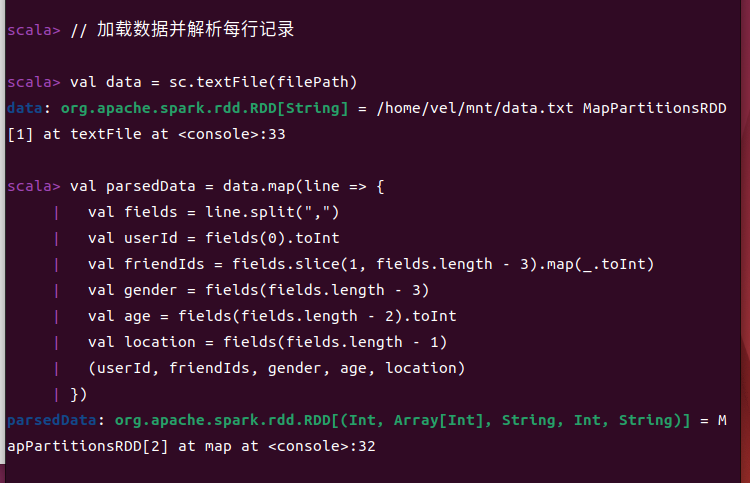 scala> // 加载数据并解析每行记录
scala> val data = sc.textFile(filePath)
data: org.apache.spark.rdd.RDD[String] = /home/vel/mnt/data.txt MapPartitionsRDD
[1] at textFile at <console>:33
scala> val parsedData = data.map(line => {
     |   val fields = line.split(",")
     |   val userId = fields(0).toInt
     |   val friendIds = fields.slice(1, fields.length - 3).map(_.toInt)
     |   val gender = fields(fields.length - 3)
     |   val age = fields(fields.length - 2).toInt
     |   val location = fields(fields.length - 1)
     |   (userId, friendIds, gender, age, location)
     | })
parsedData: org.apache.spark.rdd.RDD[(Int, Array[Int], String, Int, String)] = M
apPartitionsRDD[2] at map at <console>:32